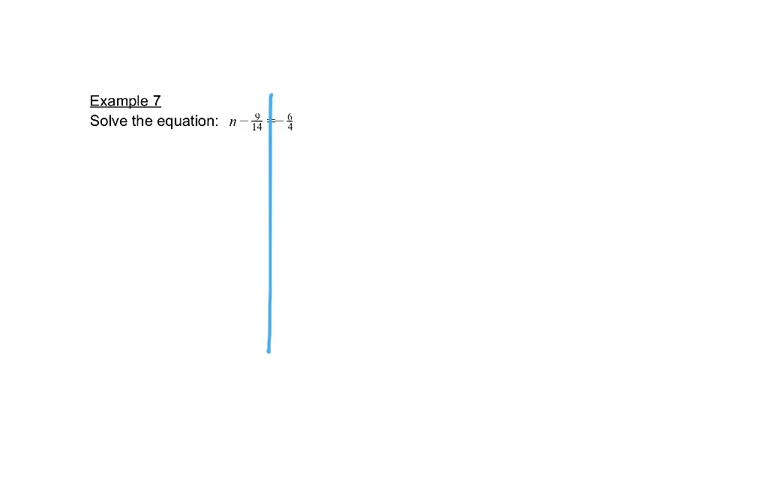 Example 7
Solve the equation: n − 9/14 = − 6/4